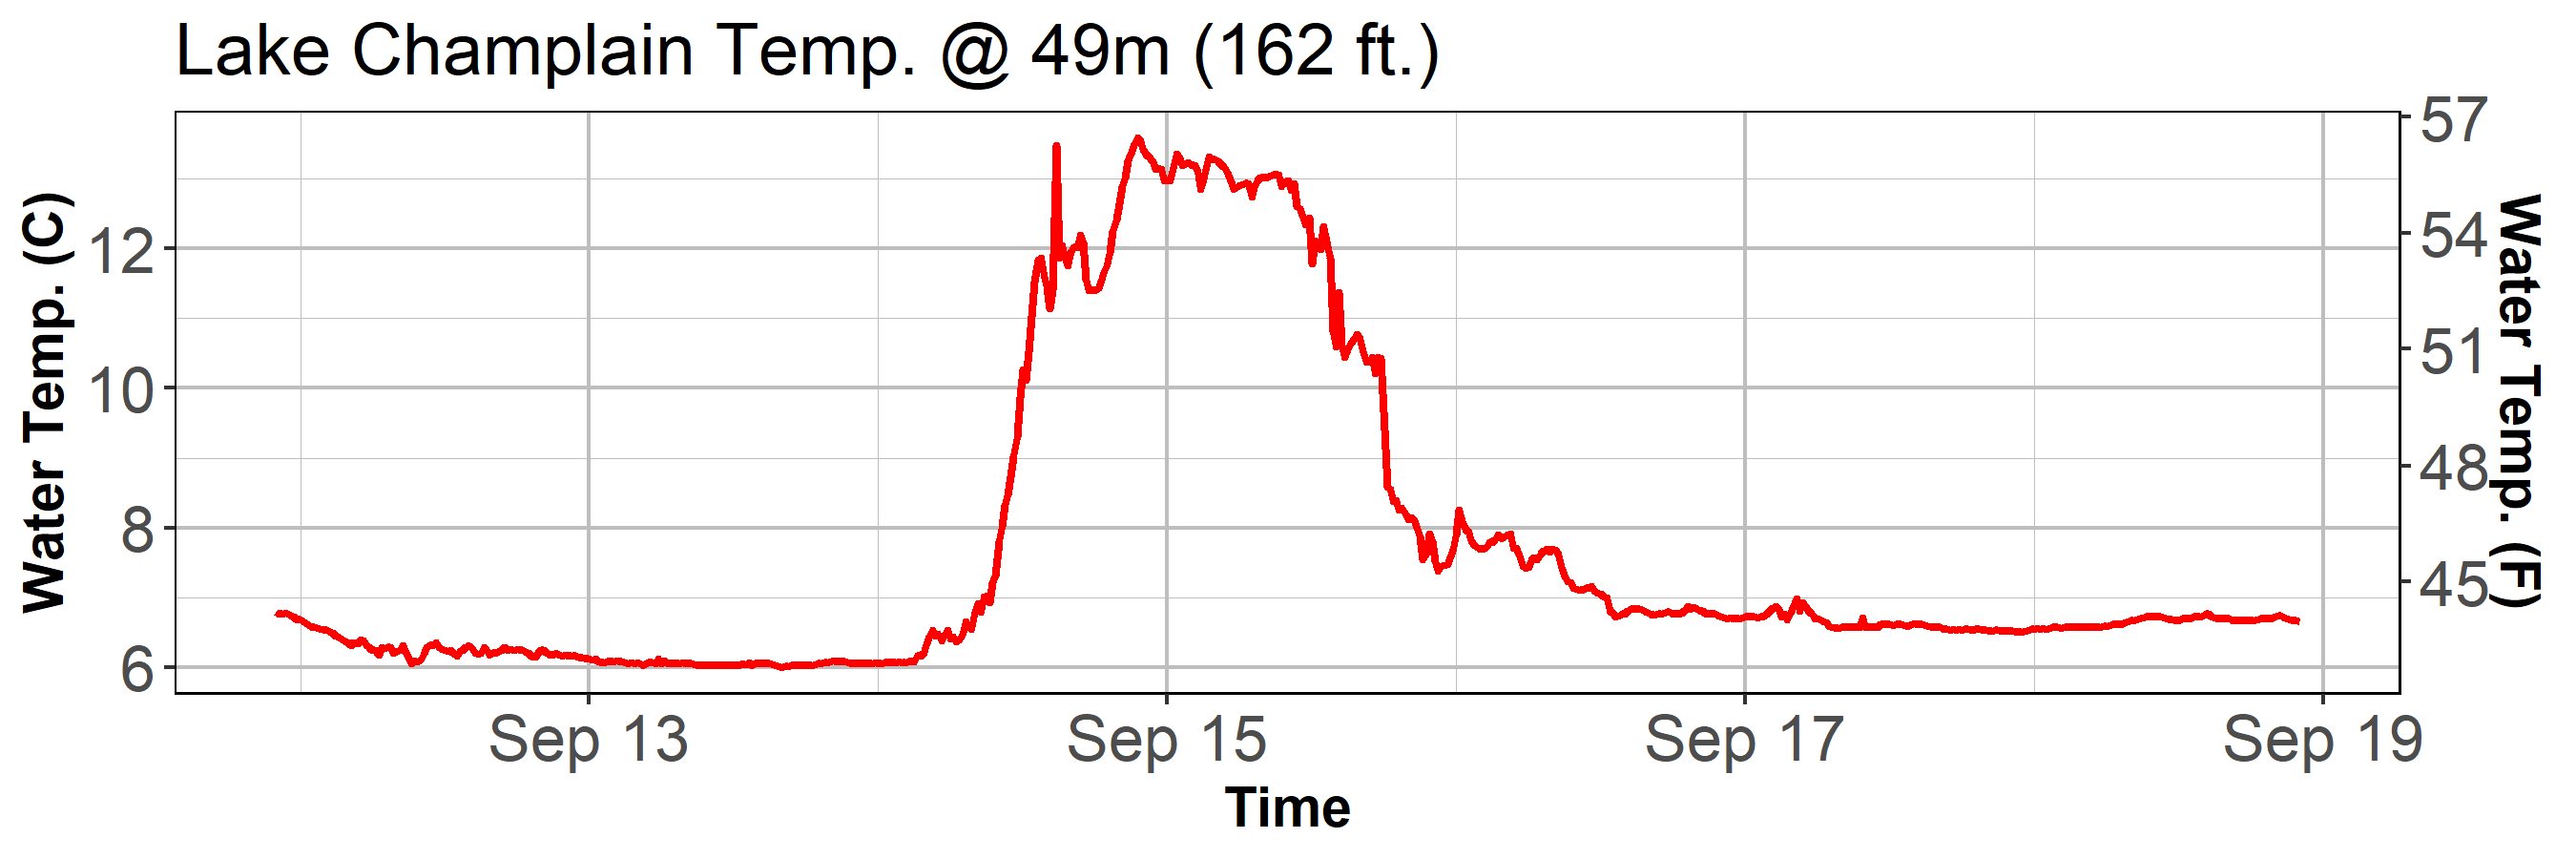 Lake Champlain Temp. @ 49m (162 ft.)
Water Temp. (C)
12
10
8
6
57
54
51
48
45
Water Temp. (F)
Sep 13
Sep 15
Sep 17
Sep 19
Time